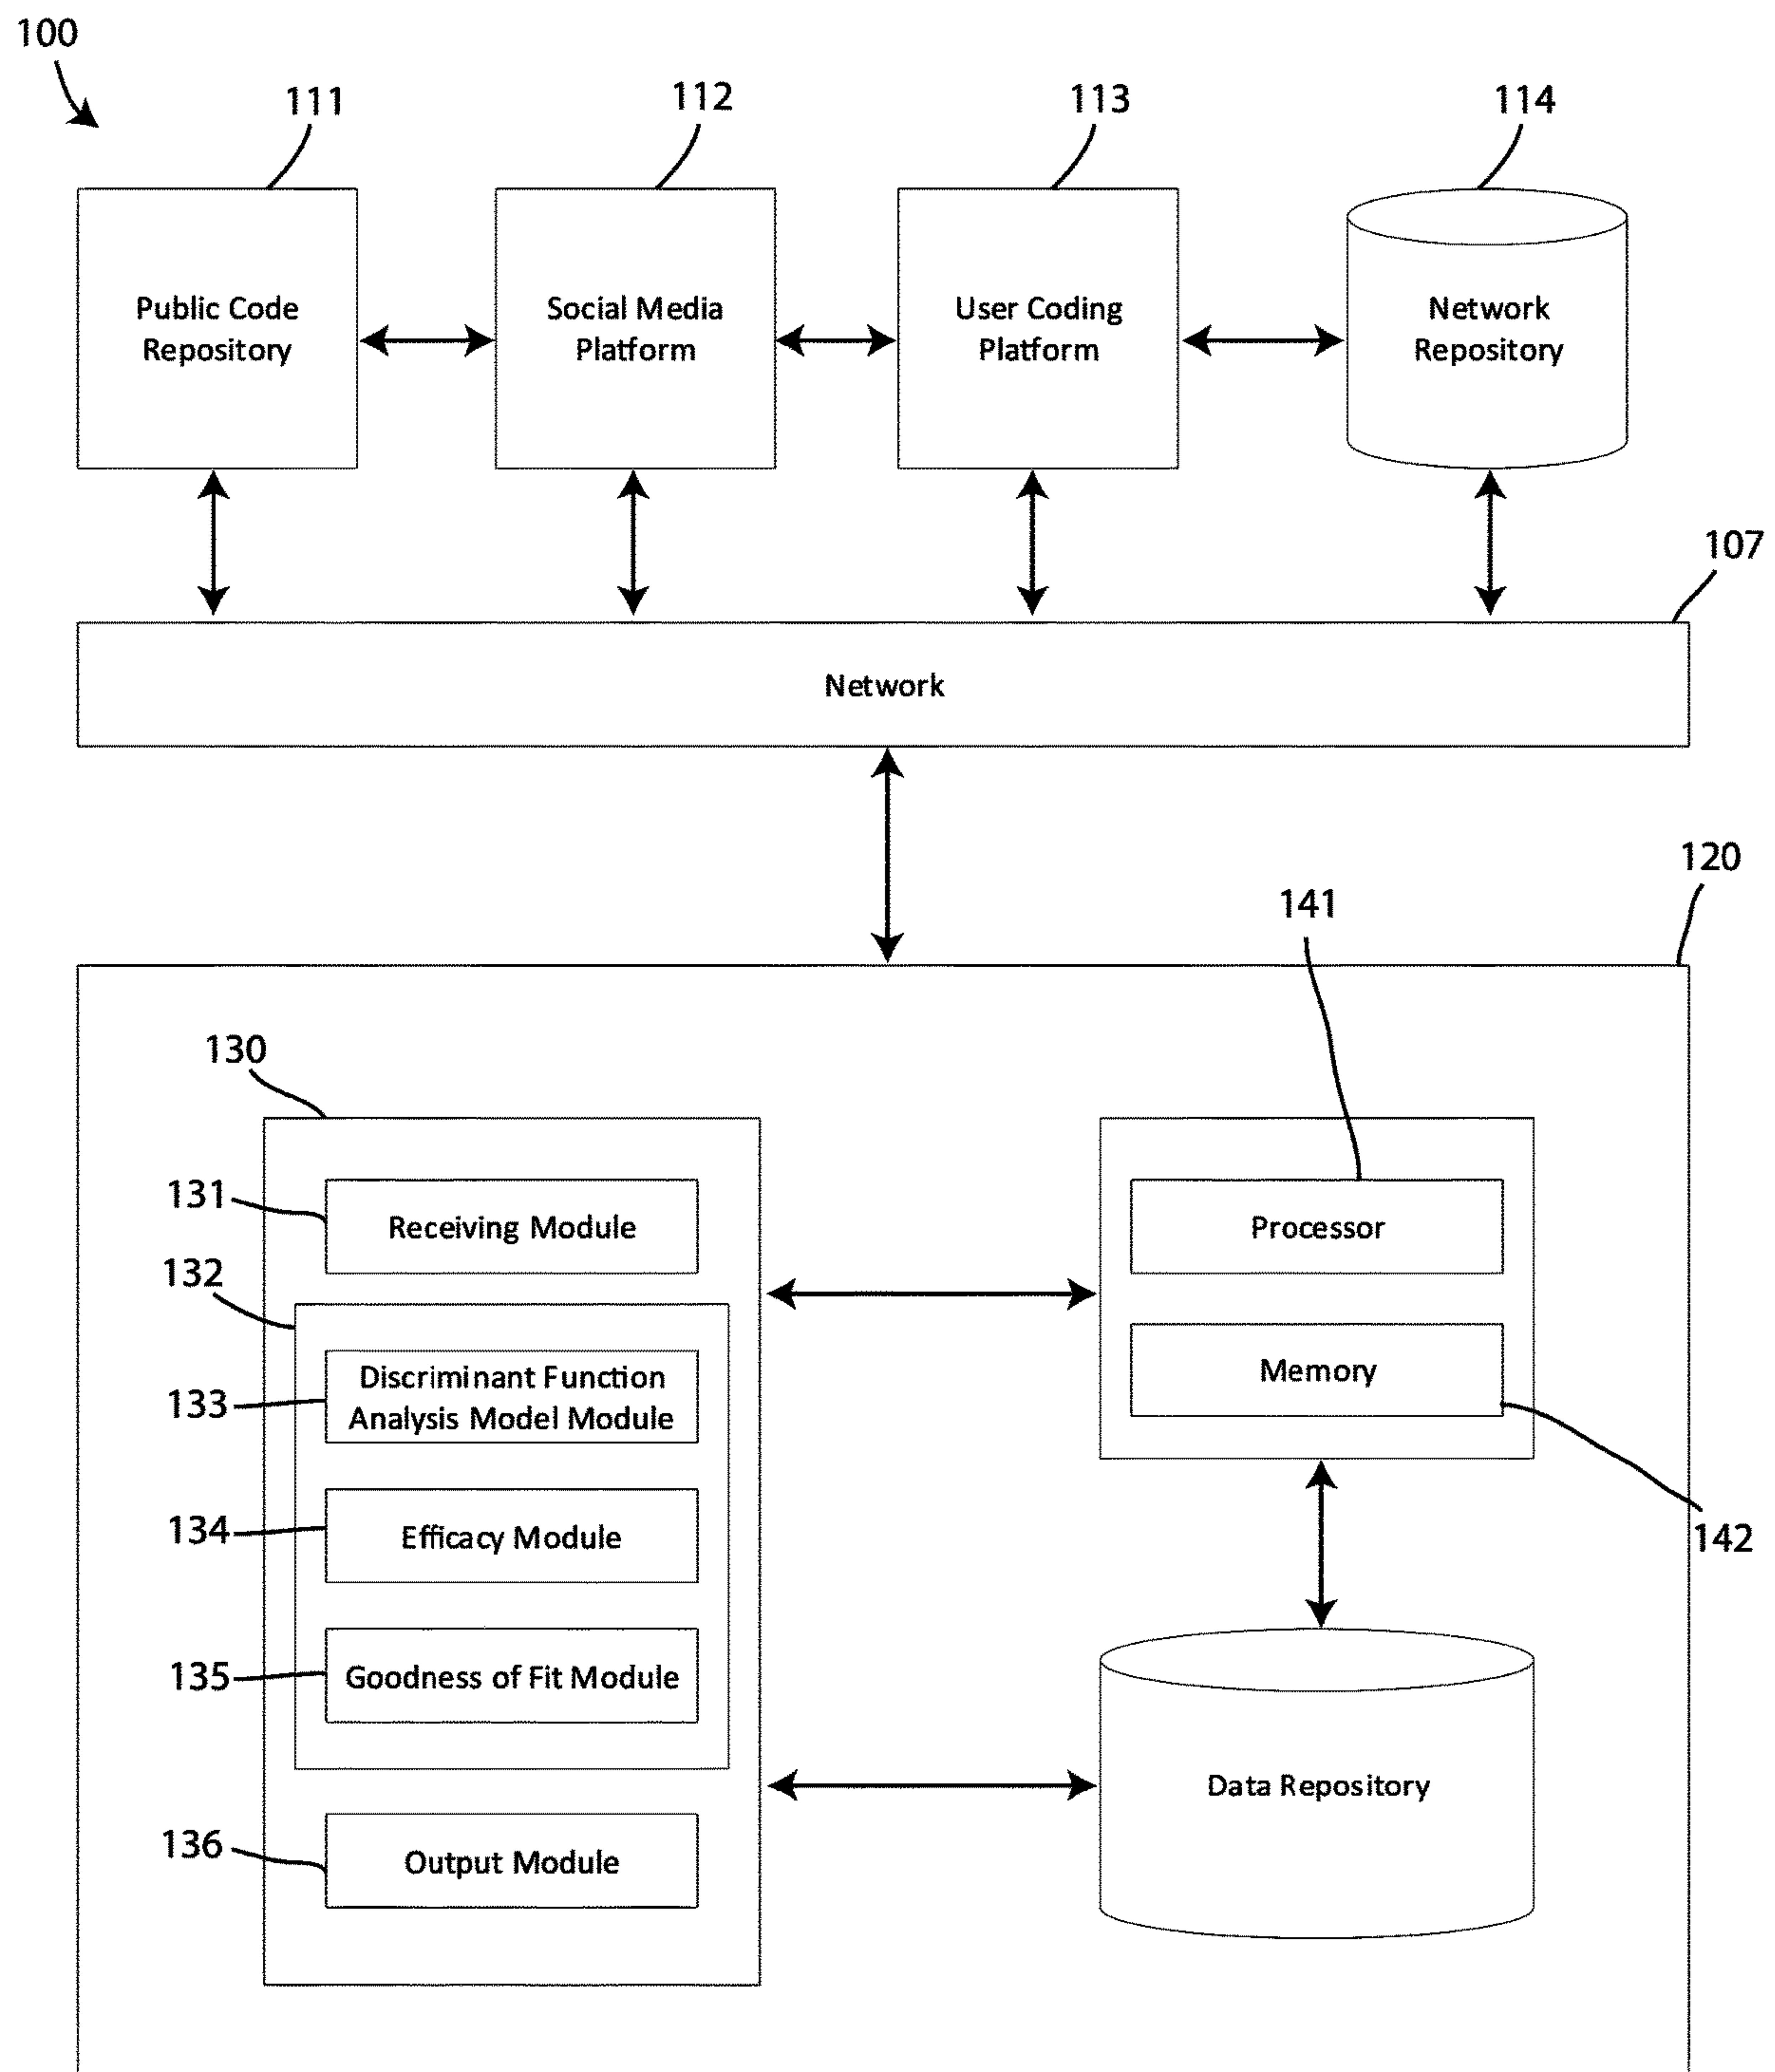 100
111
112
113
114
Public Code
Repository
Social Media
Platform
User Coding
Platform
Network
Repository
107
Network
120
141
130
131
Receiving Module
Processor
132
133
Discriminant Function
Analysis Model Module
Memory
134
Efficacy Module
142
135
Goodness of Fit Module
Data Repository
136
Output Module